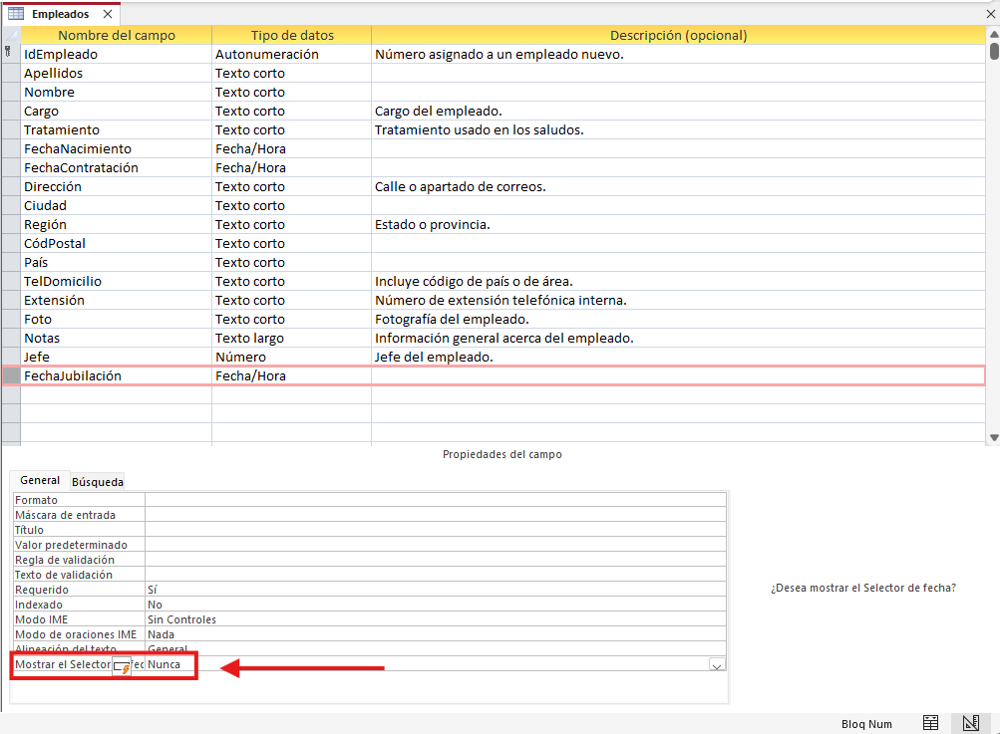 Empleados
Nombre del campo Tipo de datos Descripción (opcional)
IdEmpleado Autonumeración Número asignado a un empleado nuevo.
Apellidos Texto corto
Nombre Texto corto
Cargo Texto corto Cargo del empleado.
Tratamiento Texto corto Tratamiento usado en los saludos.
FechaNacimiento Fecha/Hora
FechaContratación Fecha/Hora
Dirección Texto corto Calle o apartado de correos.
Ciudad Texto corto
Región Texto corto Estado o provincia.
CódPostal Texto corto
País Texto corto
TelDomicilio Texto corto Incluye código de país o de área.
Extensión Texto corto Número de extensión telefónica interna.
Foto Texto corto Fotografía del empleado.
Notas Texto largo Información general acerca del empleado.
Jefe Número Jefe del empleado.
FechaJubilación Fecha/Hora
Propiedades del campo
General Búsqueda
Formato
Máscara de entrada
Título
Valor predeterminado
Regla de validación
Texto de validación
Requerido Sí
Indexado No
Modo IME Sin Controles
Modo de oraciones IME Nada
Alineación del texto General
Mostrar el Selector fec Nunca
¿Desea mostrar el Selector de fecha?
Bloq Num